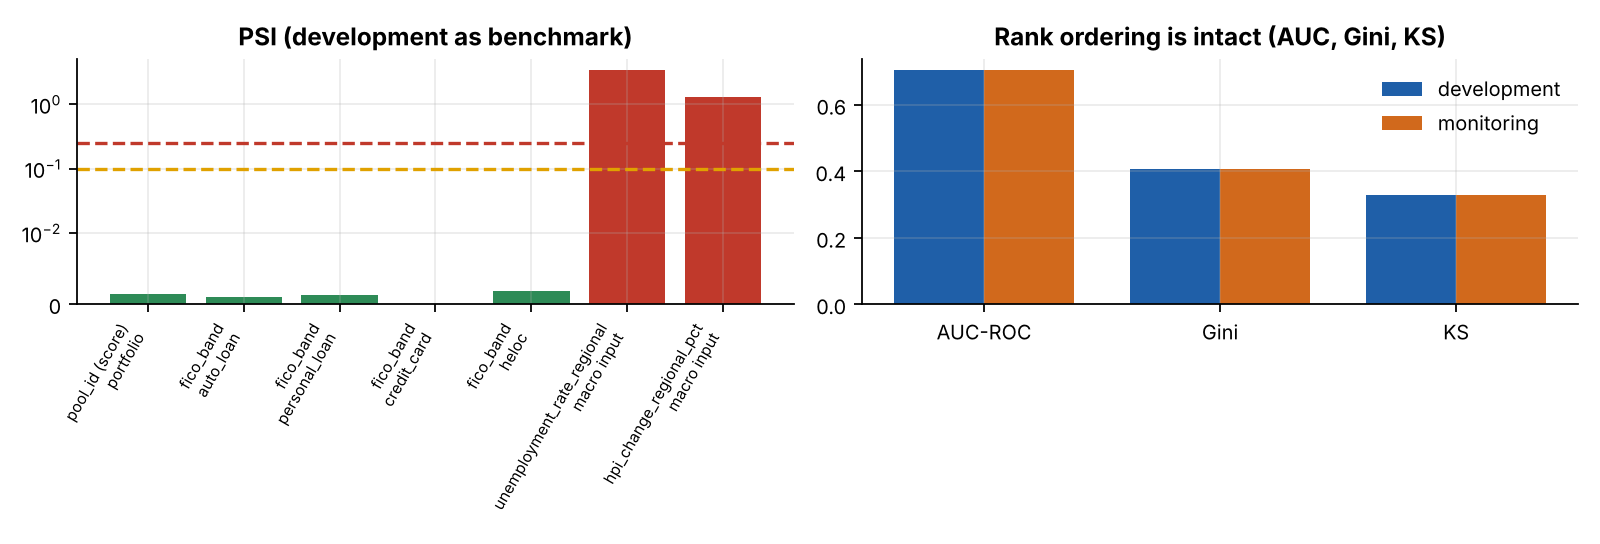 PSI (development as benchmark)
10⁰
10⁻¹
10⁻²
0
pool_id (score)
portfolio
fico_band
auto_loan
fico_band
personal_loan
fico_band
credit_card
fico_band
heloc
unemployment_rate_regional
macro input
hpi_change_regional_pct
macro input
Rank ordering is intact (AUC, Gini, KS)
0.6
0.4
0.2
0.0
development
monitoring
AUC-ROC
Gini
KS